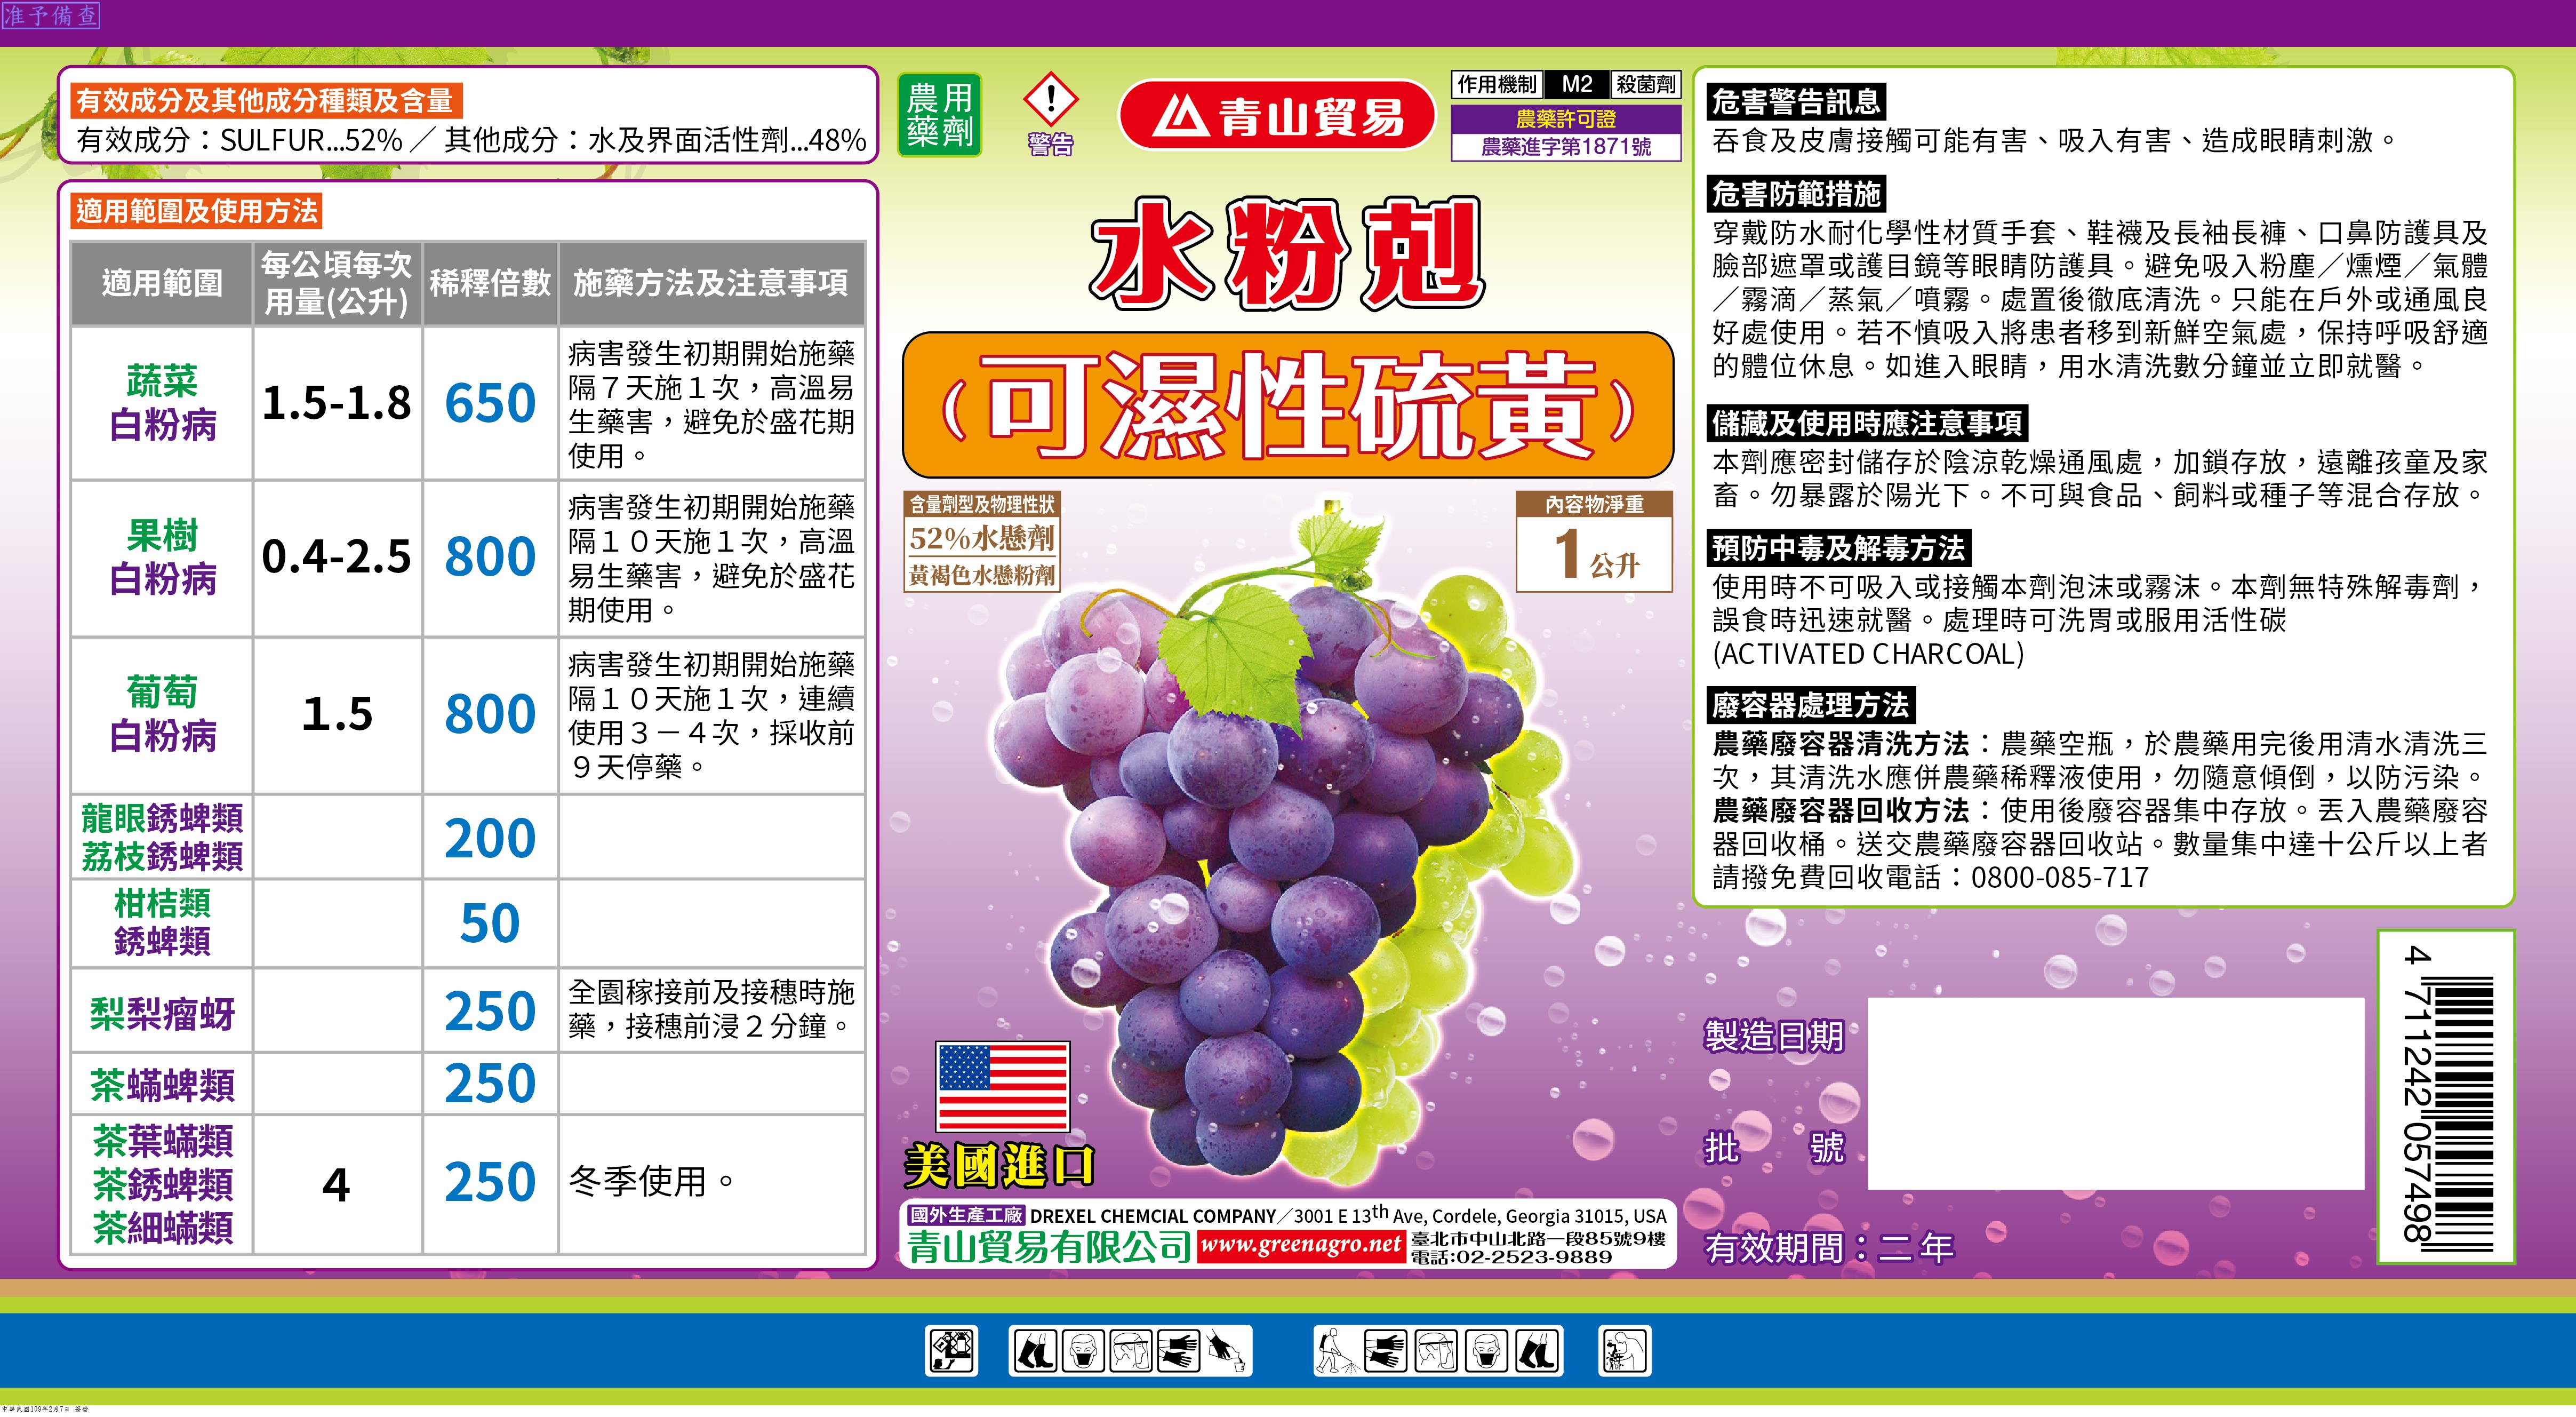 准予備查
有效成分及其他成分種類及含量
有效成分：SULFUR...52%／其他成分：水及界面活性劑...48%
適用範圍及使用方法
適用範圍 每公頃每次用量(公升) 稀釋倍數 施藥方法及注意事項
蔬菜
白粉病
1.5-1.8
650
病害發生初期開始施藥
隔７天施１次，高溫易
生藥害，避免於盛花期
使用。
果樹
白粉病
0.4-2.5
800
病害發生初期開始施藥
隔１０天施１次，高溫
易生藥害，避免於盛花
期使用。
葡萄
白粉病
1.5
800
病害發生初期開始施藥
隔１０天施１次，連續
使用３－４次，採收前
９天停藥。
龍眼銹蜱類
荔枝銹蜱類
200
柑桔類
銹蜱類
50
梨梨瘤蚜
250
全園稼接前及接穗時施
藥，接穗前浸２分鐘。
茶蟎蜱類
250
茶葉蟎類
茶銹蜱類
茶細蟎類
4
250
冬季使用。
農用
藥劑
警告
青山貿易
作用機制 M2 殺菌劑
農藥許可證
農藥進字第1871號
水粉剋
（可濕性硫黃）
含量劑型及物理性狀
52%水懸劑
黃褐色水懸粉劑
內容物淨重
1公升
美國進口
國外生產工廠 DREXEL CHEMCIAL COMPANY／3001 E 13th Ave, Cordele, Georgia 31015, USA
青山貿易有限公司 www.greenagro.net
臺北市中山北路一段85號9樓
電話:02-2523-9889
危害警告訊息
吞食及皮膚接觸可能有害、吸入有害、造成眼睛刺激。
危害防範措施
穿戴防水耐化學性材質手套、鞋襪及長袖長褲、口鼻防護具及
臉部遮罩或護目鏡等眼睛防護具。避免吸入粉塵／燻煙／氣體
／霧滴／蒸氣／噴霧。處置後徹底清洗。只能在戶外或通風良
好處使用。若不慎吸入將患者移到新鮮空氣處，保持呼吸舒適
的體位休息。如進入眼睛，用水清洗數分鐘並立即就醫。
儲藏及使用時應注意事項
本劑應密封儲存於陰涼乾燥通風處，加鎖存放，遠離孩童及家
畜。勿暴露於陽光下。不可與食品、飼料或種子等混合存放。
預防中毒及解毒方法
使用時不可吸入或接觸本劑泡沫或霧沫。本劑無特殊解毒劑，
誤食時迅速就醫。處理時可洗胃或服用活性碳
(ACTIVATED CHARCOAL)
廢容器處理方法
農藥廢容器清洗方法：農藥空瓶，於農藥用完後用清水清洗三
次，其清洗水應併農藥稀釋液使用，勿隨意傾倒，以防污染。
農藥廢容器回收方法：使用後廢容器集中存放。丟入農藥廢容
器回收桶。送交農藥廢容器回收站。數量集中達十公斤以上者
請撥免費回收電話：0800-085-717
製造日期
批號
有效期間：二年
4 711242 057498
中華民國109年2月7日